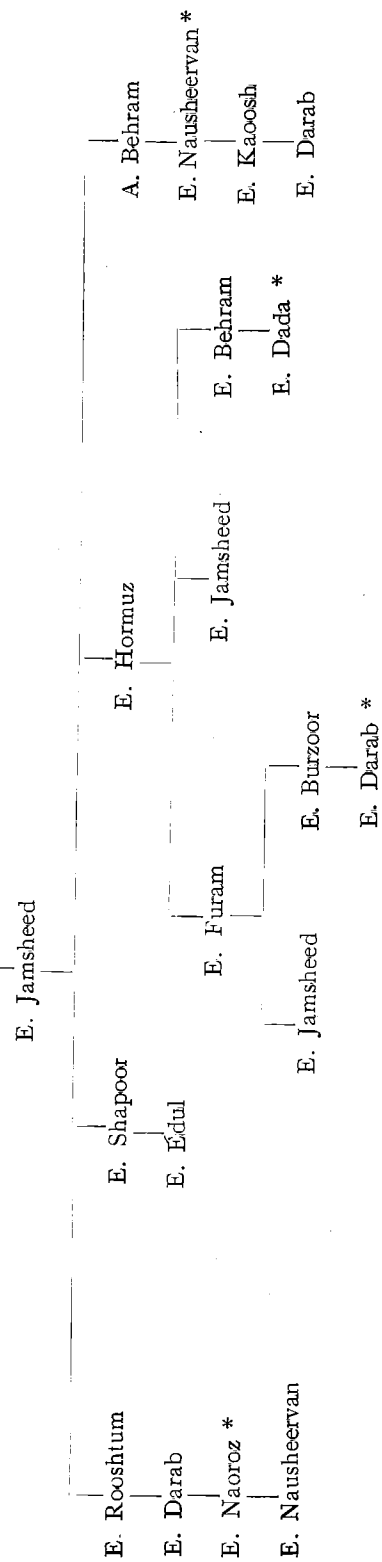 E. Jamsheed
E. Rooshtum
E. Shapoor
E. Hormuz
A. Behram
E. Darab
E. Edul
E. Furam
E. Jamsheed
E. Behram
E. Nausheervan *
E. Naoroz *
E. Jamsheed
E. Burzoor
E. Dada *
E. Kaoosh
E. Nausheervan
E. Darab *
E. Darab